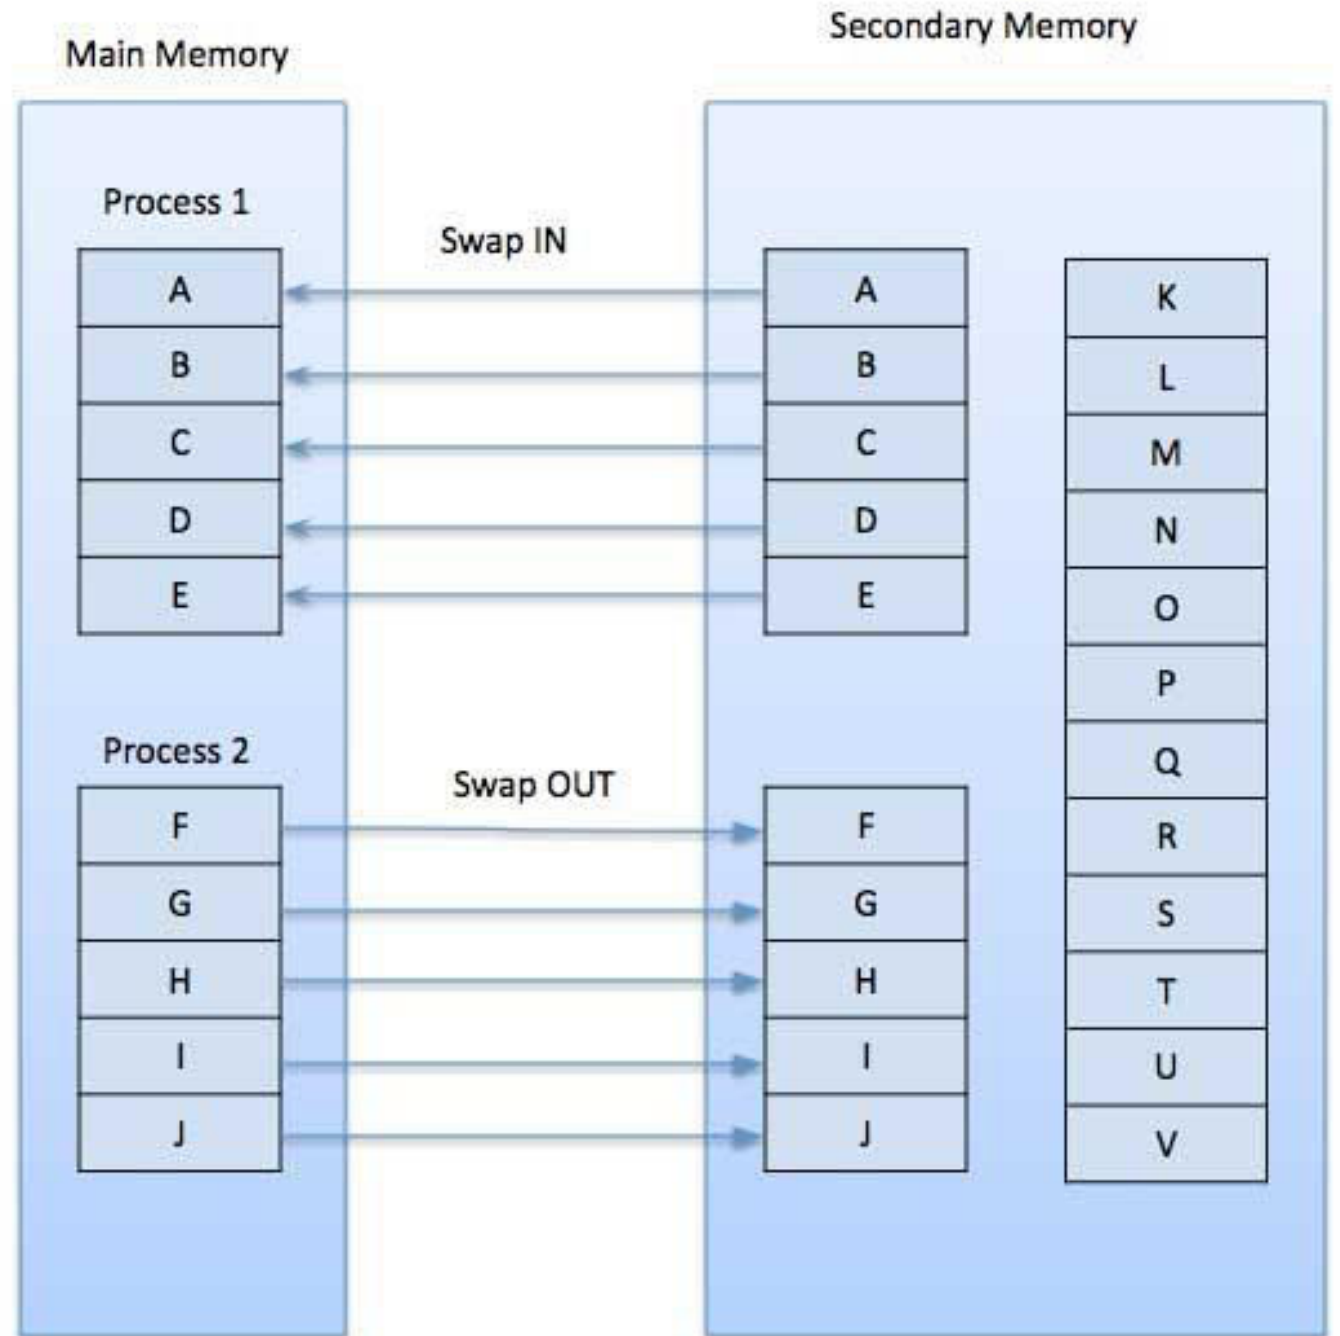 Main Memory
Secondary Memory
Process 1
Swap IN
A
B
C
D
E
Process 2
Swap OUT
F
G
H
I
J
A
B
C
D
E
F
G
H
I
J
K
L
M
N
O
P
Q
R
S
T
U
V